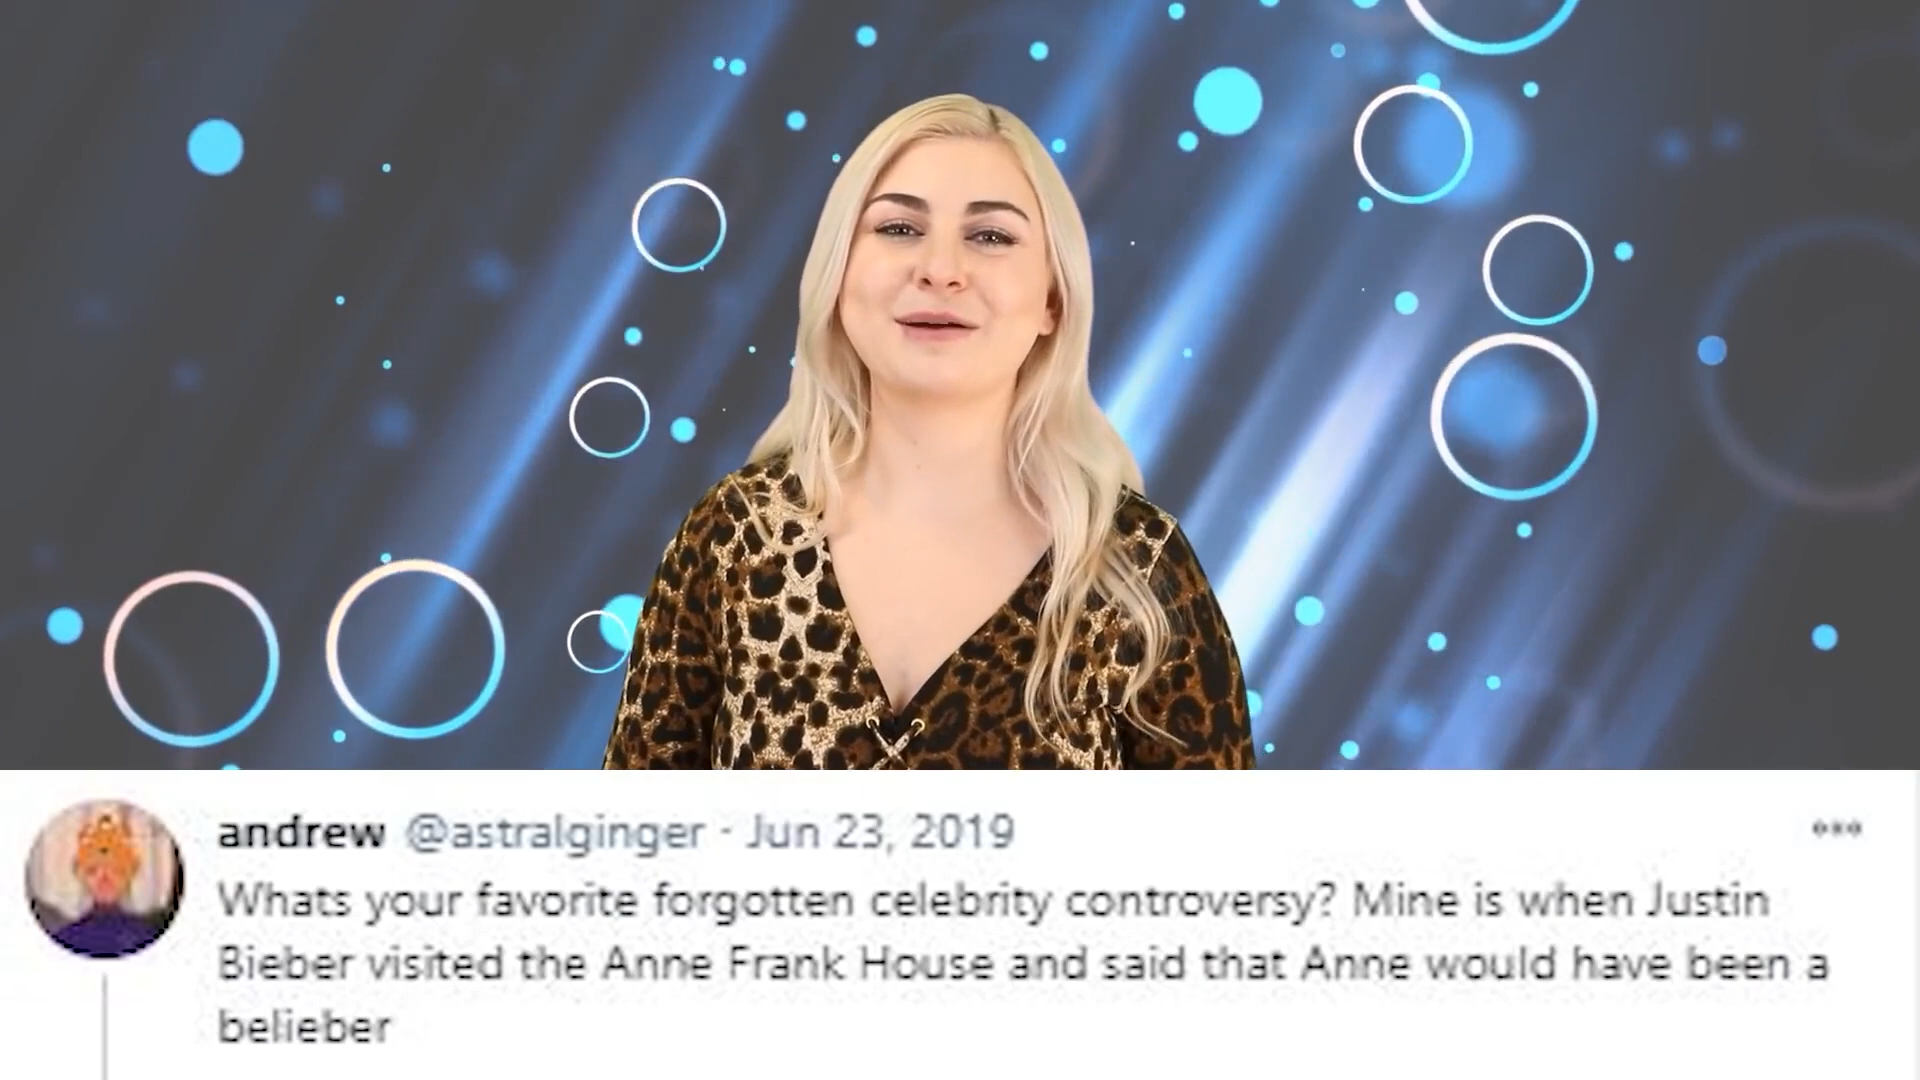 andrew @astralginger · Jun 23, 2019
Whats your favorite forgotten celebrity controversy? Mine is when Justin
Bieber visited the Anne Frank House and said that Anne would have been a
belieber